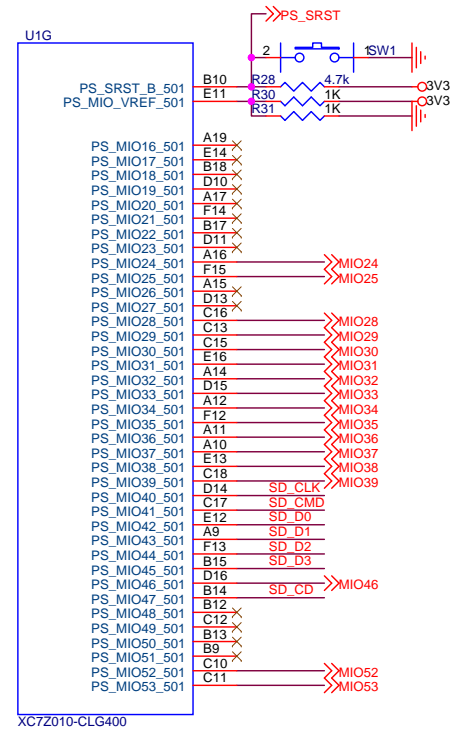 PS_SRST
U1G
2 1 SW1
PS_SRST_B_501 B10 R28 4.7k 3V3
PS_MIO_VREF_501 E11 R30 1K 3V3
R31 1K
PS_MIO16_501 A19
PS_MIO17_501 E14
PS_MIO18_501 B18
PS_MIO19_501 D10
PS_MIO20_501 A17
PS_MIO21_501 F14
PS_MIO22_501 B17
PS_MIO23_501 D11
PS_MIO24_501 A16 MIO24
PS_MIO25_501 F15 MIO25
PS_MIO26_501 A15
PS_MIO27_501 D13
PS_MIO28_501 C16 MIO28
PS_MIO29_501 C13 MIO29
PS_MIO30_501 C15 MIO30
PS_MIO31_501 E16 MIO31
PS_MIO32_501 A14 MIO32
PS_MIO33_501 D15 MIO33
PS_MIO34_501 A12 MIO34
PS_MIO35_501 F12 MIO35
PS_MIO36_501 A11 MIO36
PS_MIO37_501 A10 MIO37
PS_MIO38_501 E13 MIO38
PS_MIO39_501 C18 MIO39
PS_MIO40_501 D14 SD_CLK
PS_MIO41_501 C17 SD_CMD
PS_MIO42_501 E12 SD_D0
PS_MIO43_501 A9 SD_D1
PS_MIO44_501 F13 SD_D2
PS_MIO45_501 B15 SD_D3
PS_MIO46_501 D16 MIO46
PS_MIO47_501 B14 SD_CD
PS_MIO48_501 B12
PS_MIO49_501 C12
PS_MIO50_501 B13
PS_MIO51_501 B9
PS_MIO52_501 C10 MIO52
PS_MIO53_501 C11 MIO53
XC7Z010-CLG400